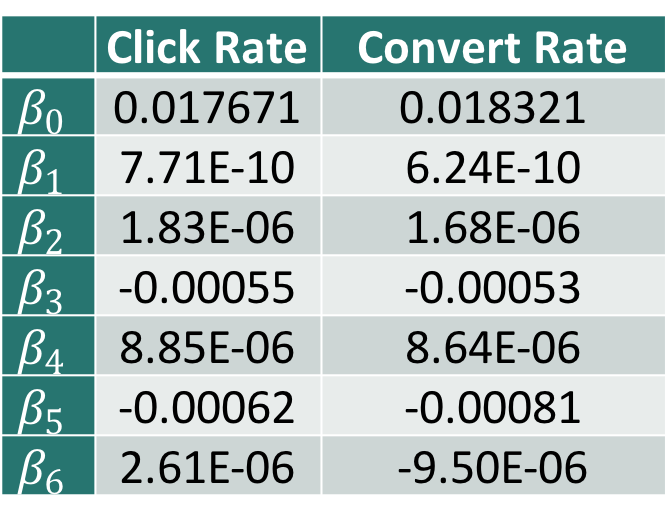 Click Rate Convert Rate
β₀ 0.017671 0.018321
β₁ 7.71E-10 6.24E-10
β₂ 1.83E-06 1.68E-06
β₃ -0.00055 -0.00053
β₄ 8.85E-06 8.64E-06
β₅ -0.00062 -0.00081
β₆ 2.61E-06 -9.50E-06